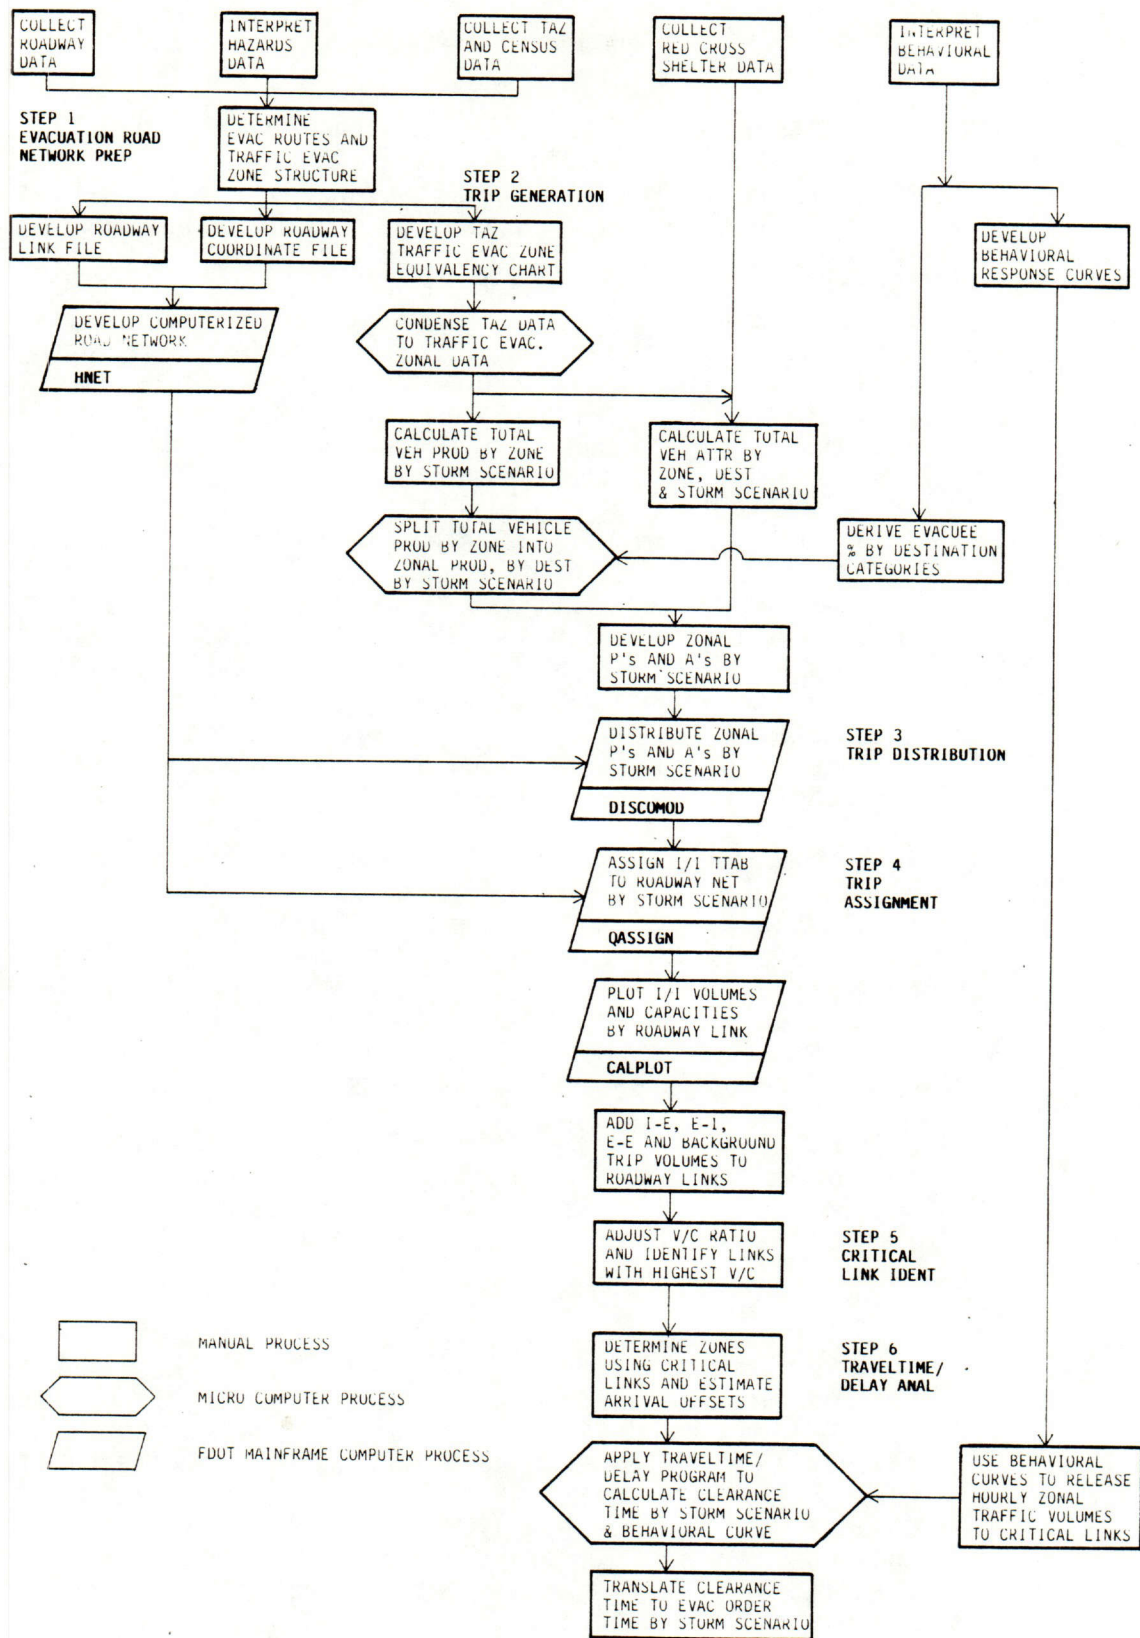 COLLECT
ROADWAY
DATA
INTERPRET
HAZARDS
DATA
COLLECT TAZ
AND CENSUS
DATA
COLLECT
RED CROSS
SHELTER DATA
INTERPRET
BEHAVIORAL
DATA
STEP 1
EVACUATION ROAD
NETWORK PREP
DETERMINE
EVAC ROUTES AND
TRAFFIC EVAC
ZONE STRUCTURE
STEP 2
TRIP GENERATION
DEVELOP ROADWAY
LINK FILE
DEVELOP ROADWAY
COORDINATE FILE
DEVELOP TAZ
TRAFFIC EVAC ZONE
EQUIVALENCY CHART
DEVELOP
BEHAVIORAL
RESPONSE CURVES
DEVELOP COMPUTERIZED
ROAD NETWORK
HNET
CONDENSE TAZ DATA
TO TRAFFIC EVAC.
ZONAL DATA
CALCULATE TOTAL
VEH PROD BY ZONE
BY STORM SCENARIO
CALCULATE TOTAL
VEH ATTR BY
ZONE, DEST
& STORM SCENARIO
SPLIT TOTAL VEHICLE
PROD BY ZONE INTO
ZONAL PROD, BY DEST
BY STORM SCENARIO
DERIVE EVACUEE
% BY DESTINATION
CATEGORIES
DEVELOP ZONAL
P's AND A's BY
STORM SCENARIO
DISTRIBUTE ZONAL
P's AND A's BY
STORM SCENARIO
DISCOMOD
STEP 3
TRIP DISTRIBUTION
ASSIGN I/I TTAB
TO ROADWAY NET
BY STORM SCENARIO
QASSIGN
STEP 4
TRIP
ASSIGNMENT
PLOT I/I VOLUMES
AND CAPACITIES
BY ROADWAY LINK
CALPLOT
ADD I-E, E-I,
E-E AND BACKGROUND
TRIP VOLUMES TO
ROADWAY LINKS
ADJUST V/C RATIO
AND IDENTIFY LINKS
WITH HIGHEST V/C
STEP 5
CRITICAL
LINK IDENT
DETERMINE ZONES
USING CRITICAL
LINKS AND ESTIMATE
ARRIVAL OFFSETS
STEP 6
TRAVELTIME/
DELAY ANAL
MANUAL PROCESS
MICRO COMPUTER PROCESS
FDOT MAINFRAME COMPUTER PROCESS
APPLY TRAVELTIME/
DELAY PROGRAM TO
CALCULATE CLEARANCE
TIME BY STORM SCENARIO
& BEHAVIORAL CURVE
USE BEHAVIORAL
CURVES TO RELEASE
HOURLY ZONAL
TRAFFIC VOLUMES
TO CRITICAL LINKS
TRANSLATE CLEARANCE
TIME TO EVAC ORDER
TIME BY STORM SCENARIO